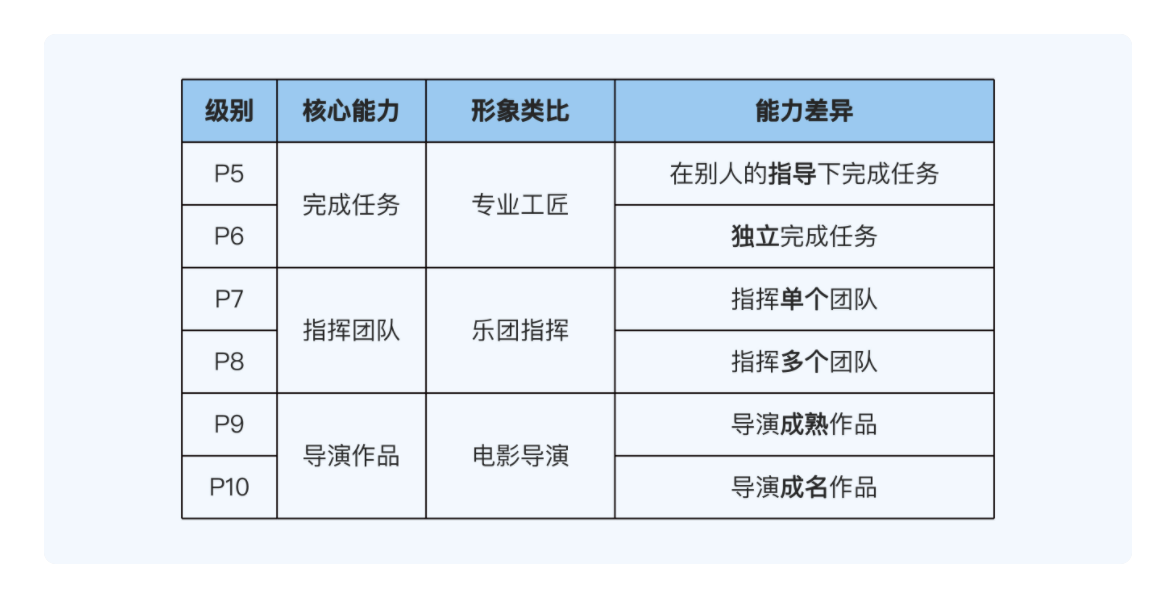 级别 核心能力 形象类比 能力差异
P5 在别人的指导下完成任务
完成任务 专业工匠
P6 独立完成任务
P7 指挥单个团队
指挥团队 乐团指挥
P8 指挥多个团队
P9 导演成熟作品
导演作品 电影导演
P10 导演成名作品